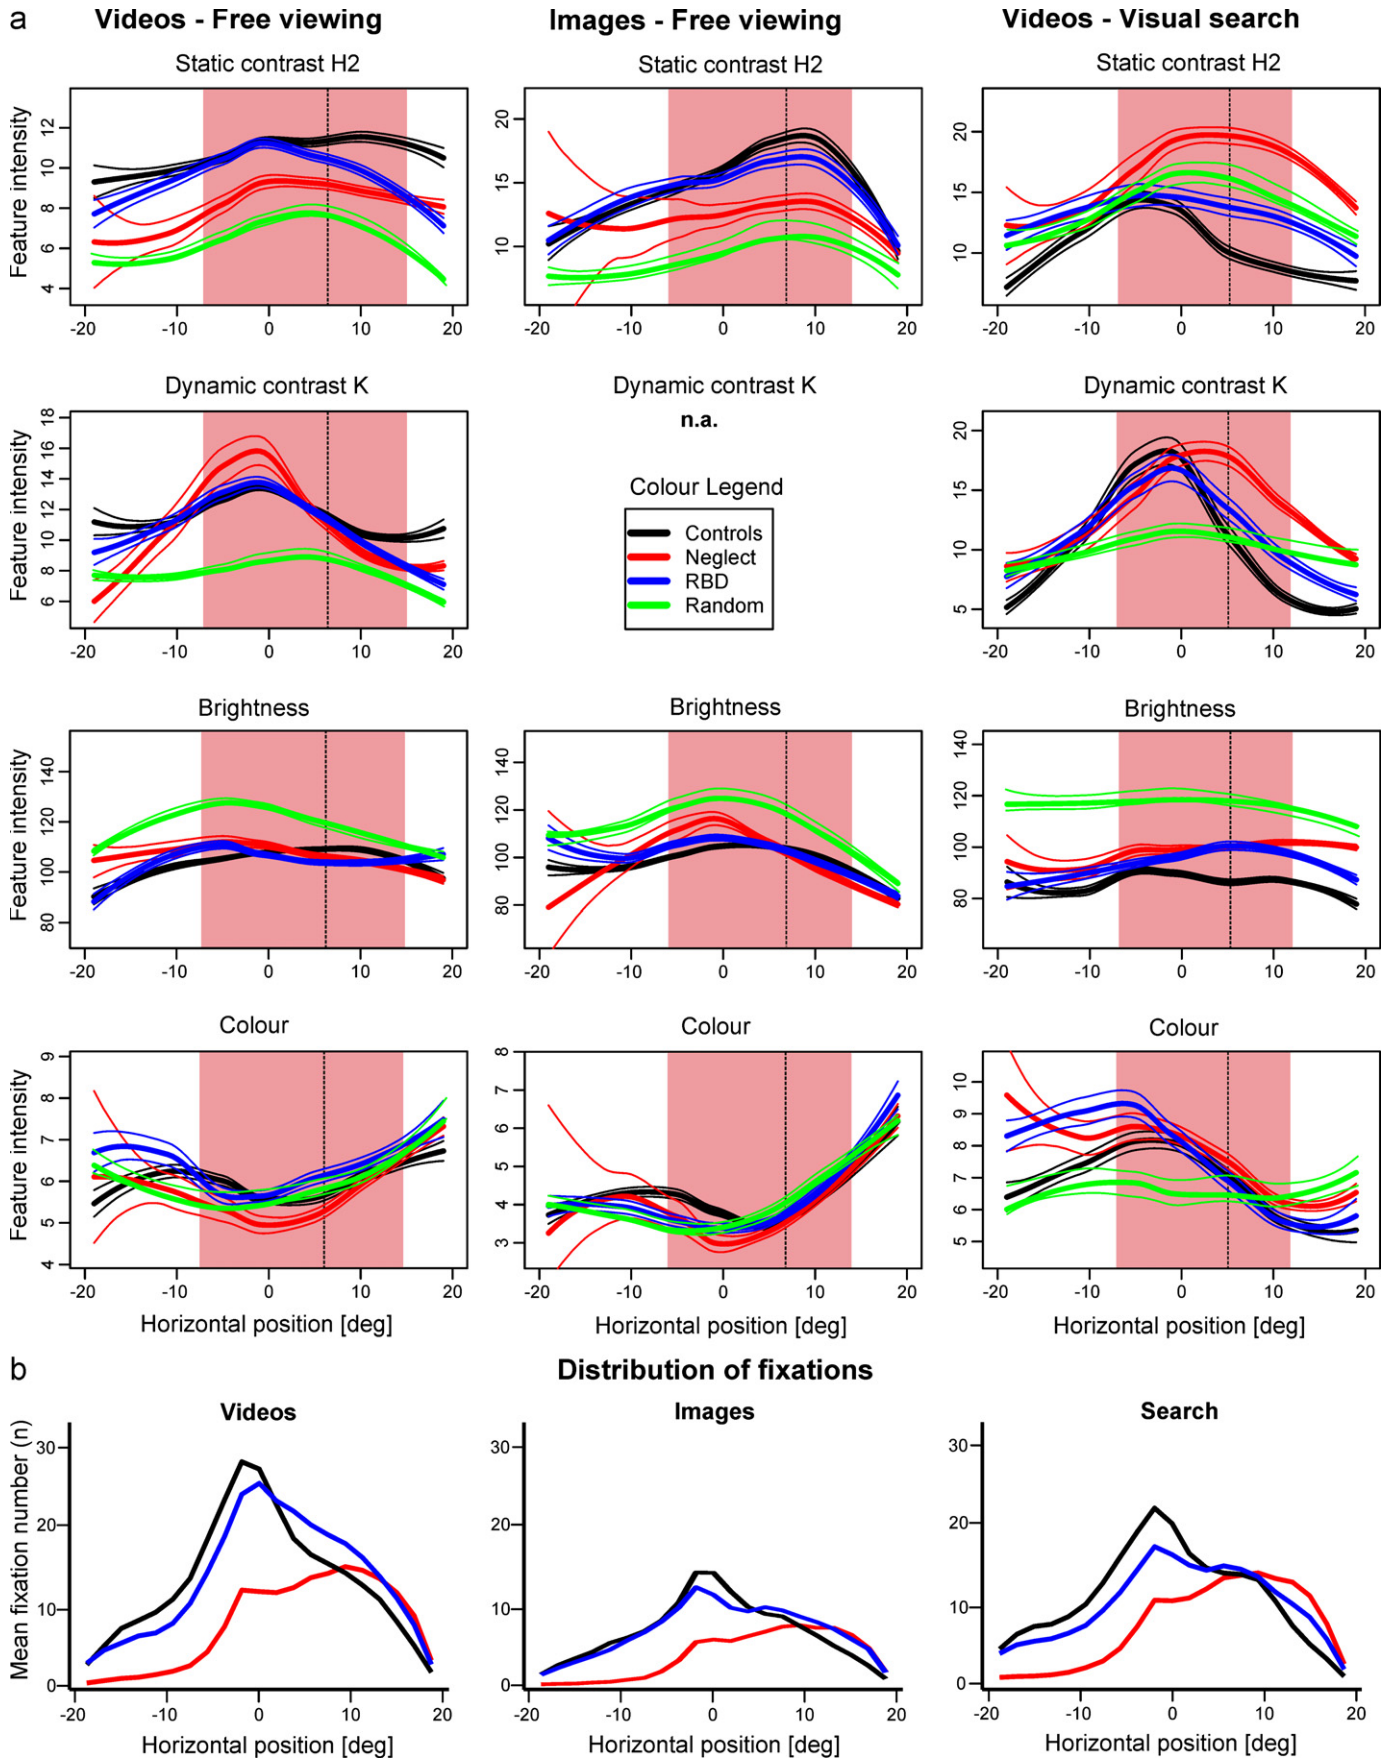 a
Videos - Free viewing Images - Free viewing Videos - Visual search
Static contrast H2 Static contrast H2 Static contrast H2
Feature intensity
4 6 8 10 12
10 15 20
10 15 20
-20 -10 0 10 20
-20 -10 0 10 20
-20 -10 0 10 20
Dynamic contrast K Dynamic contrast K Dynamic contrast K
n.a.
Feature intensity
6 8 10 12 14 16 18
5 10 15 20
Colour Legend
Controls
Neglect
RBD
Random
-20 -10 0 10 20
-20 -10 0 10 20
Brightness Brightness Brightness
Feature intensity
80 100 120 140
80 100 120 140
80 100 120 140
-20 -10 0 10 20
-20 -10 0 10 20
-20 -10 0 10 20
Colour Colour Colour
Feature intensity
4 5 6 7 8 9
3 4 5 6 7 8
5 6 7 8 9 10
-20 -10 0 10 20
-20 -10 0 10 20
-20 -10 0 10 20
Horizontal position [deg] Horizontal position [deg] Horizontal position [deg]
b
Distribution of fixations
Videos Images Search
Mean fixation number (n)
0 10 20 30
0 10 20 30
0 10 20 30
-20 -10 0 10 20
-20 -10 0 10 20
-20 -10 0 10 20
Horizontal position [deg] Horizontal position [deg] Horizontal position [deg]